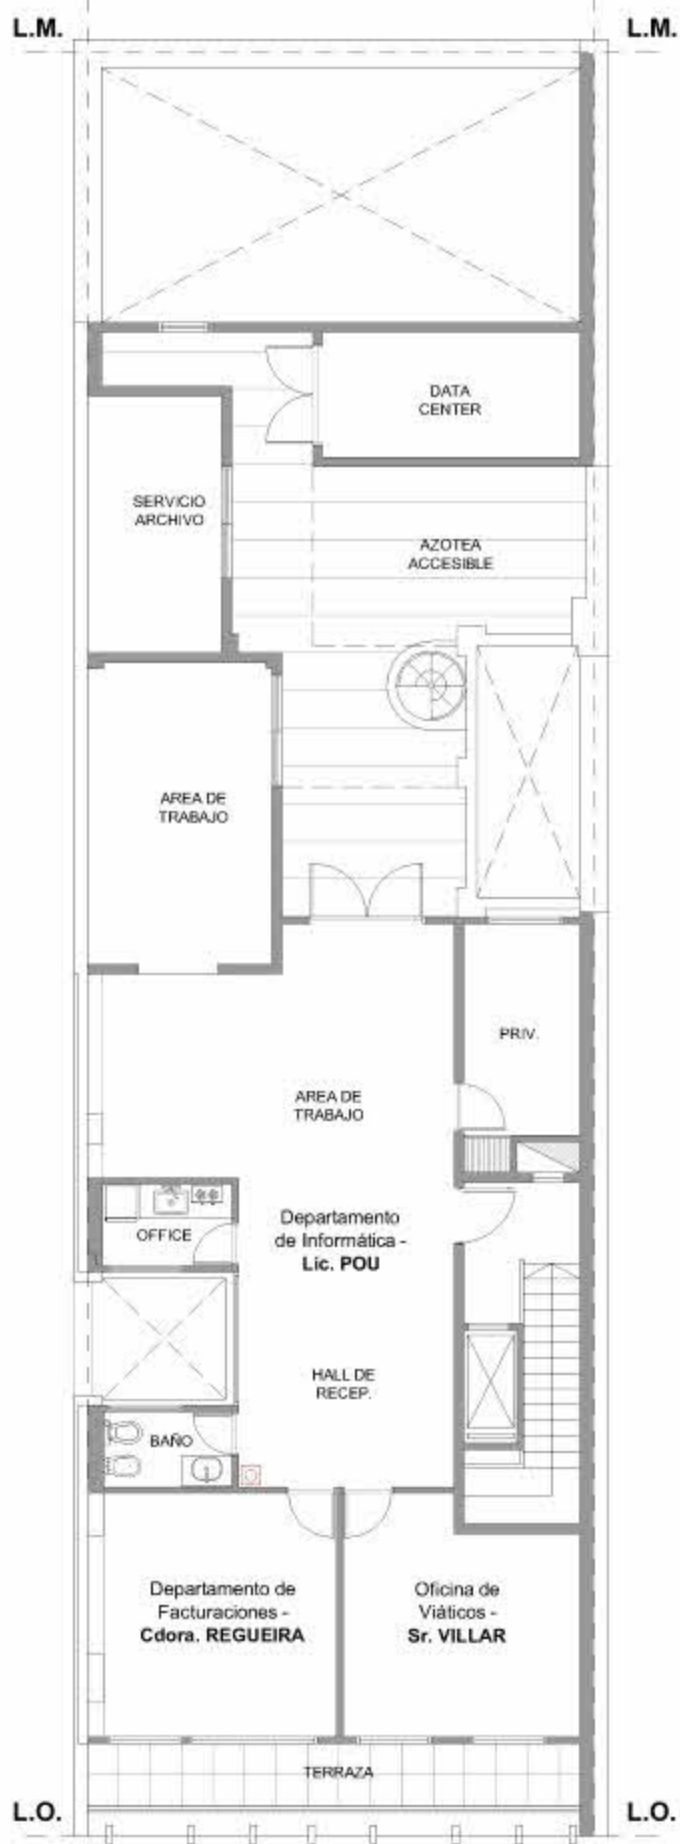 L.M. L.M.
DATA
CENTER
SERVICIO
ARCHIVO
AZOTEA
ACCESIBLE
AREA DE
TRABAJO
PRIV.
AREA DE
TRABAJO
Departamento
de Informática -
Lic. POU
OFFICE
HALL DE
RECEP.
BAÑO
Departamento de
Facturaciones -
Cdora. REGUEIRA
Oficina de
Viáticos -
Sr. VILLAR
TERRAZA
L.O. L.O.